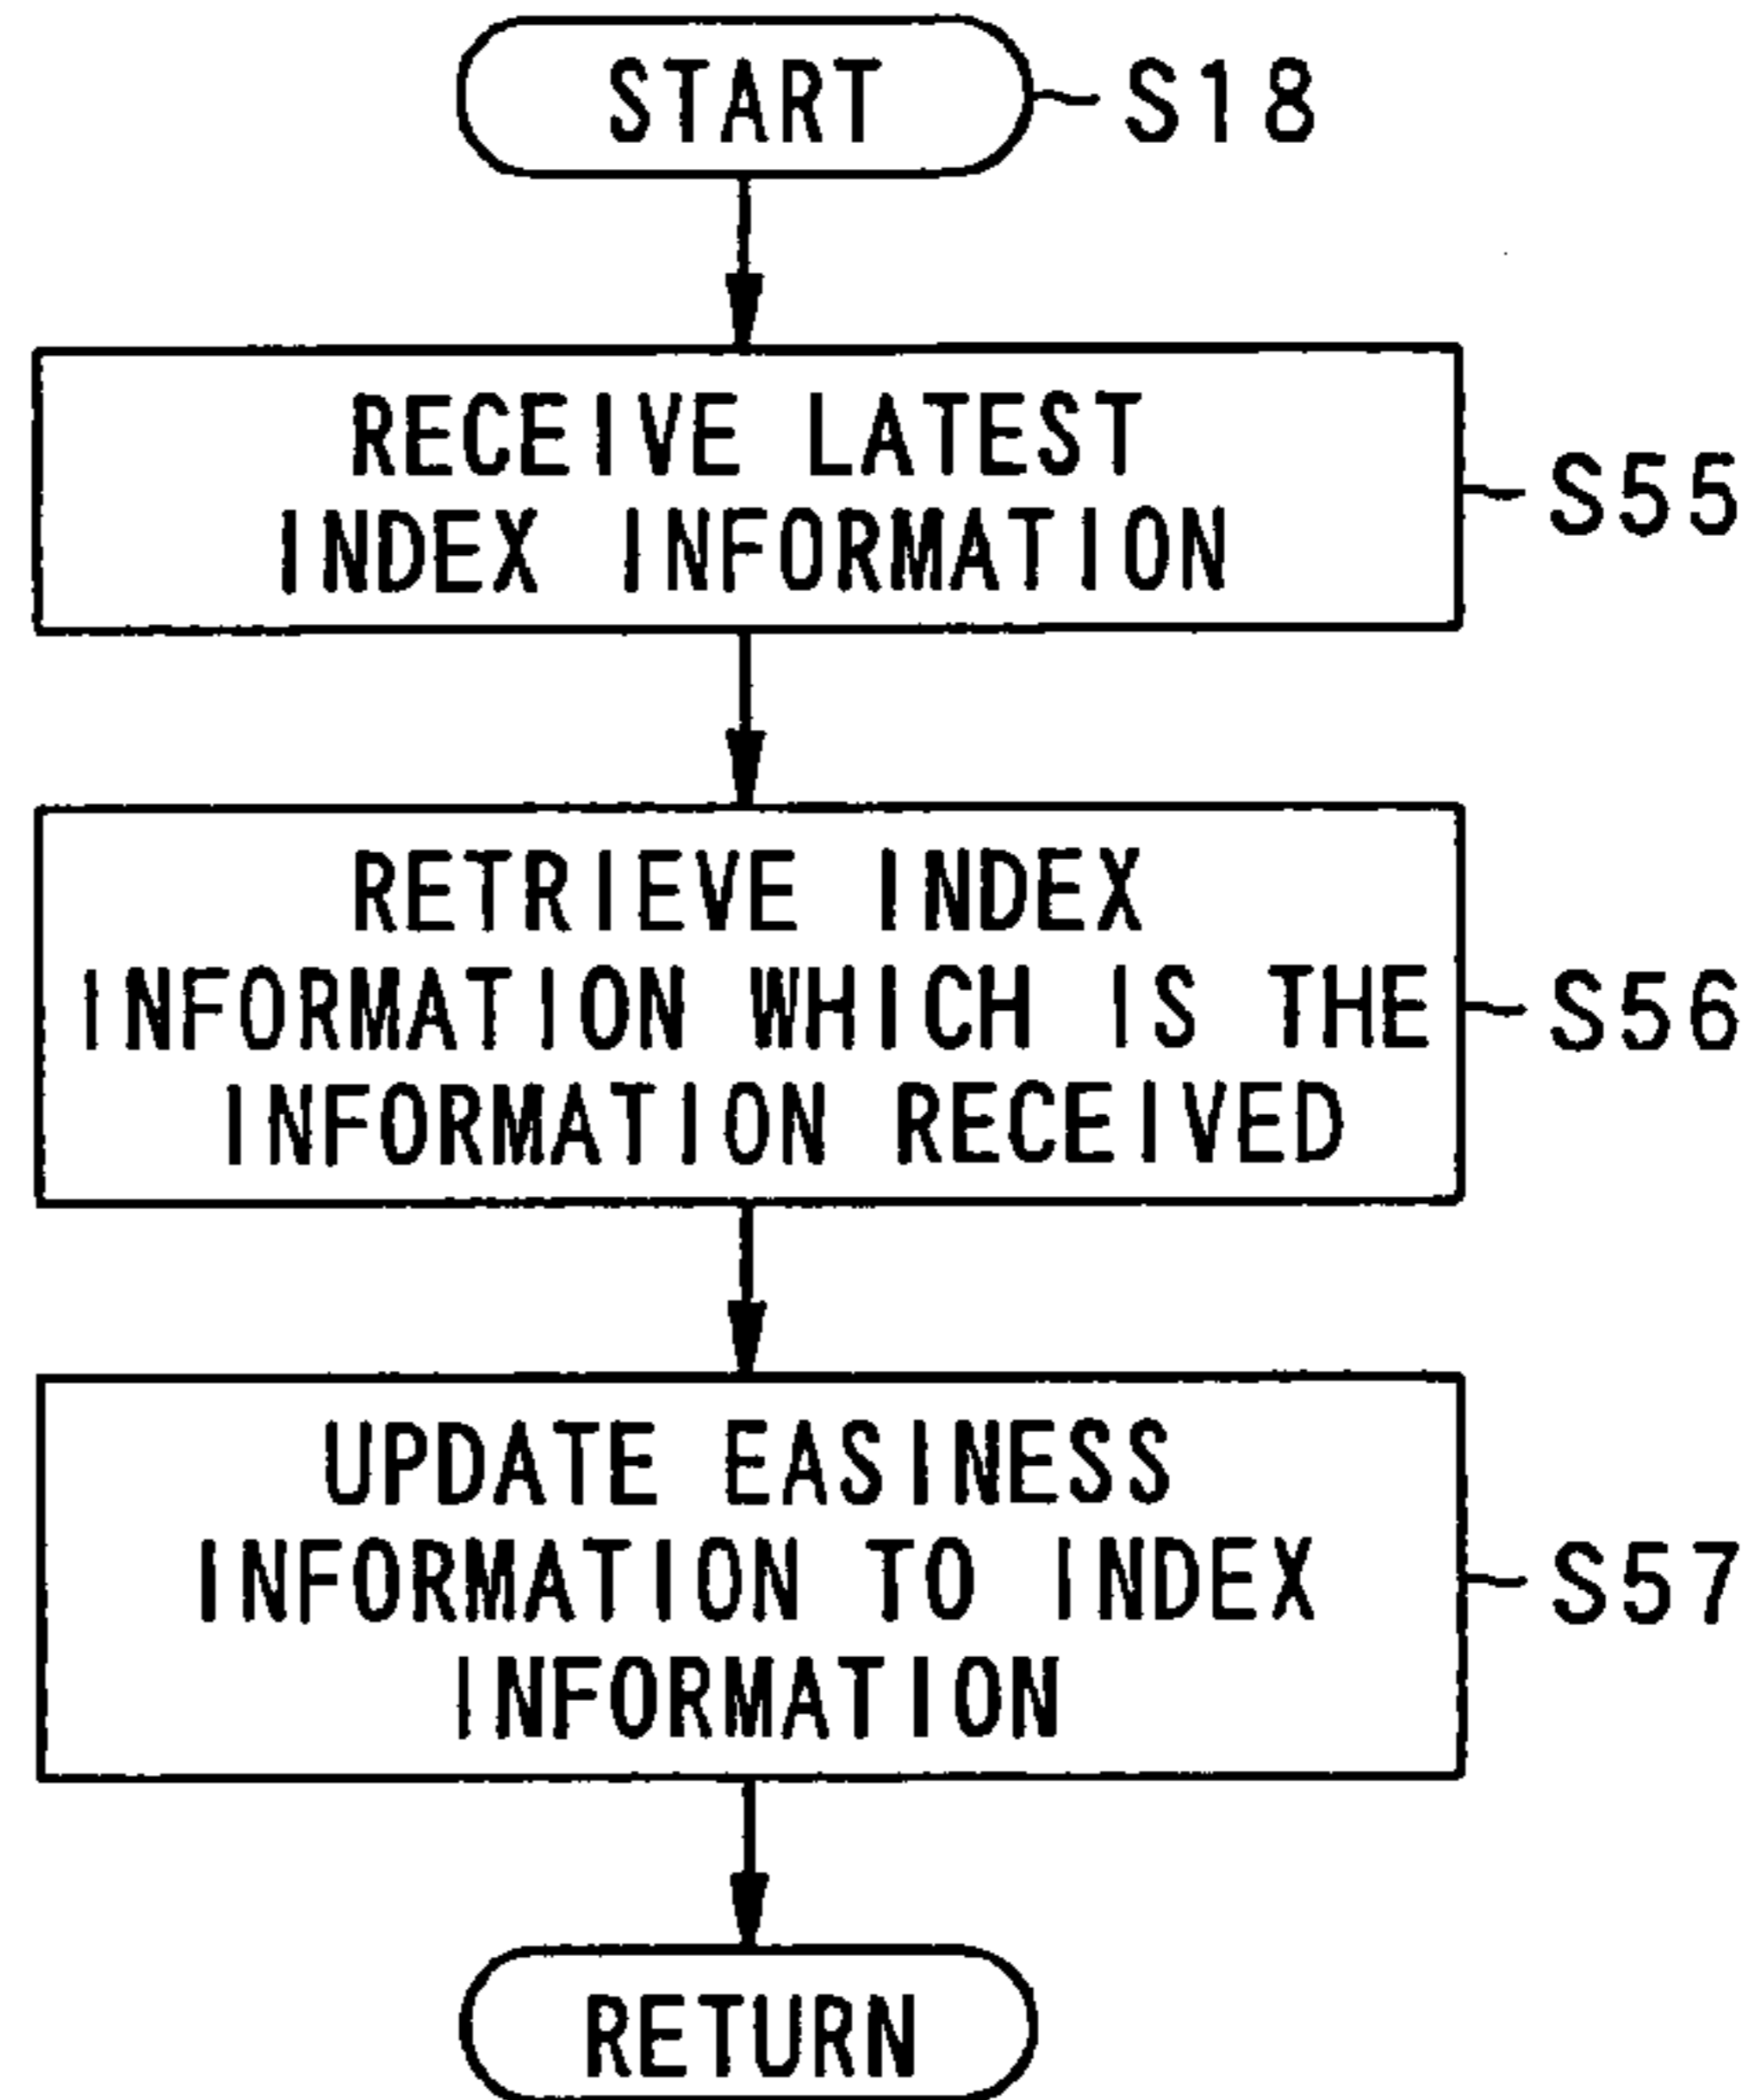 START S18
RECEIVE LATEST
INDEX INFORMATION
S55
RETRIEVE INDEX
INFORMATION WHICH IS THE
INFORMATION RECEIVED
S56
UPDATE EASINESS
INFORMATION TO INDEX
INFORMATION
S57
RETURN